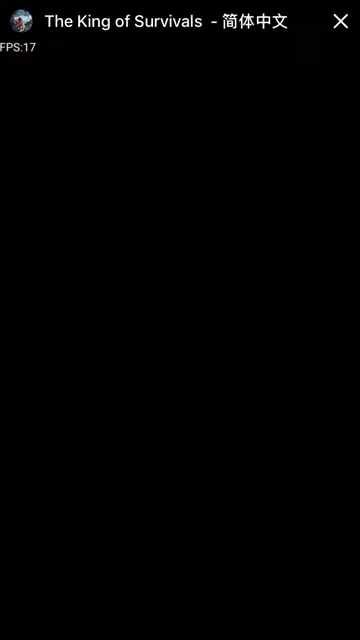 The King of Survivals - 简体中文
FPS:17